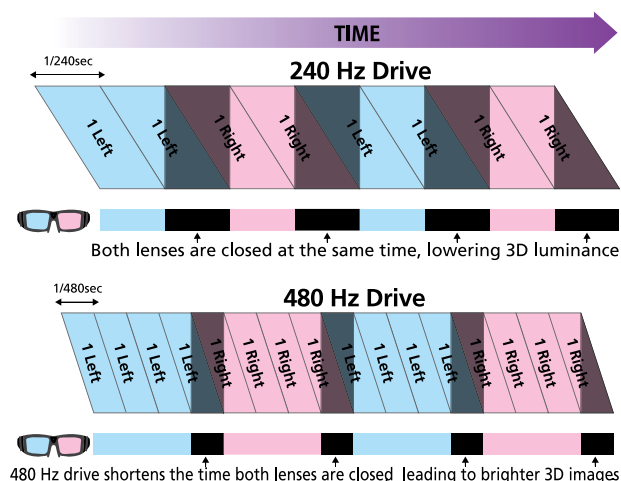 TIME
1/240sec
240 Hz Drive
1 Left
1 Left
1 Right
1 Right
1 Left
1 Left
1 Right
1 Right
Both lenses are closed at the same time, lowering 3D luminance
1/480sec
480 Hz Drive
1 Left
1 Left
1 Left
1 Left
1 Right
1 Right
1 Right
1 Right
1 Left
1 Left
1 Left
1 Left
1 Right
1 Right
1 Right
1 Right
480 Hz drive shortens the time both lenses are closed leading to brighter 3D images